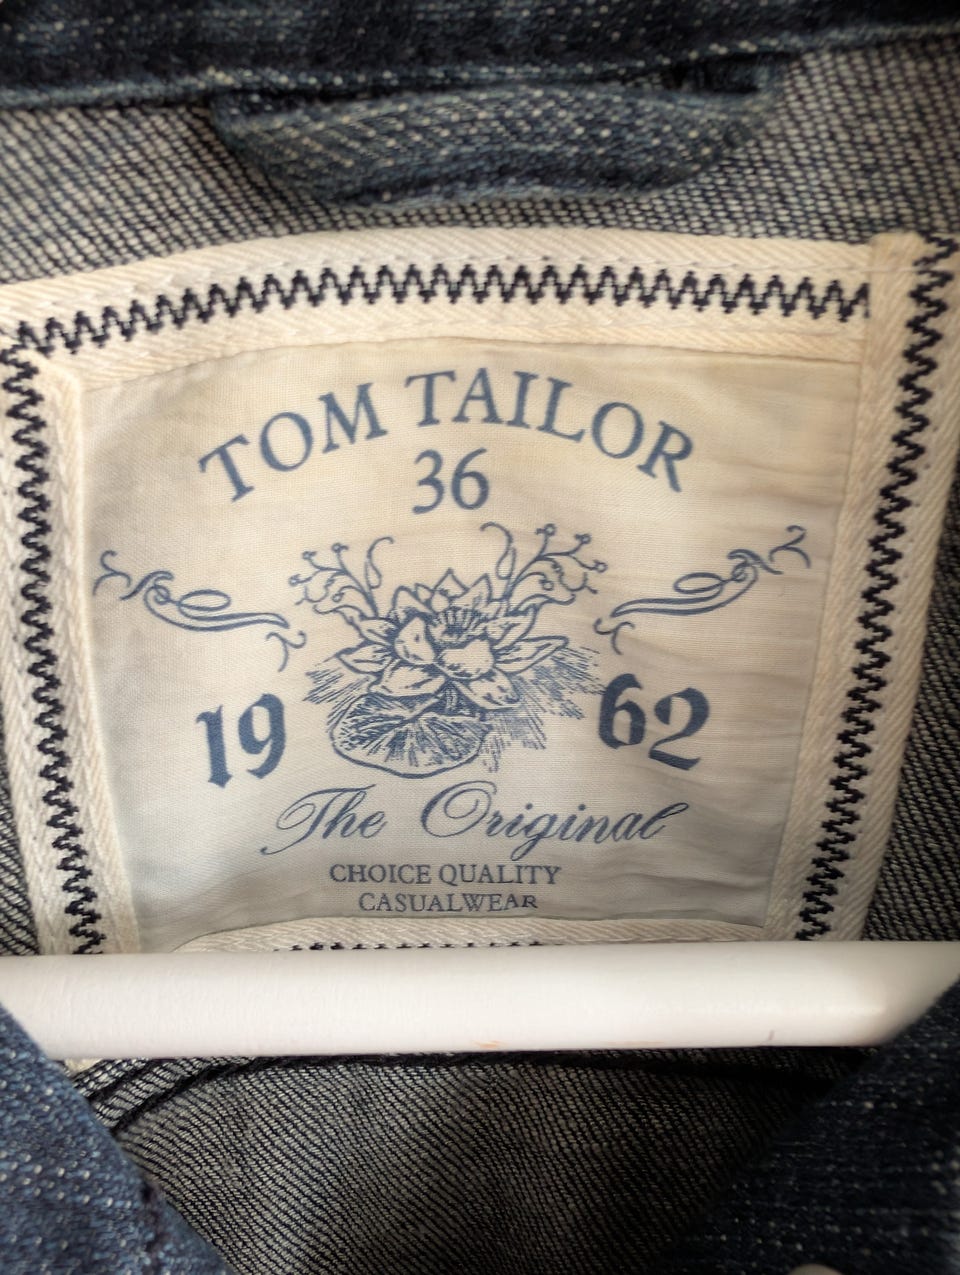 TOM TAILOR
36
19 62
The Original
CHOICE QUALITY
CASUALWEAR